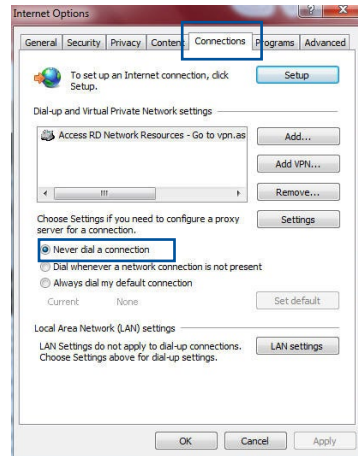 Internet Options
General Security Privacy Content Connections Programs Advanced
To set up an Internet connection, click Setup.
Setup
Dial-up and Virtual Private Network settings
Access RD Network Resources - Go to vpn.as
Add...
Add VPN...
Remove...
Choose Settings if you need to configure a proxy
server for a connection.
Settings
Never dial a connection
Dial whenever a network connection is not present
Always dial my default connection
Current None Set default
Local Area Network (LAN) settings
LAN Settings do not apply to dial-up connections.
Choose Settings above for dial-up settings.
LAN settings
OK Cancel Apply